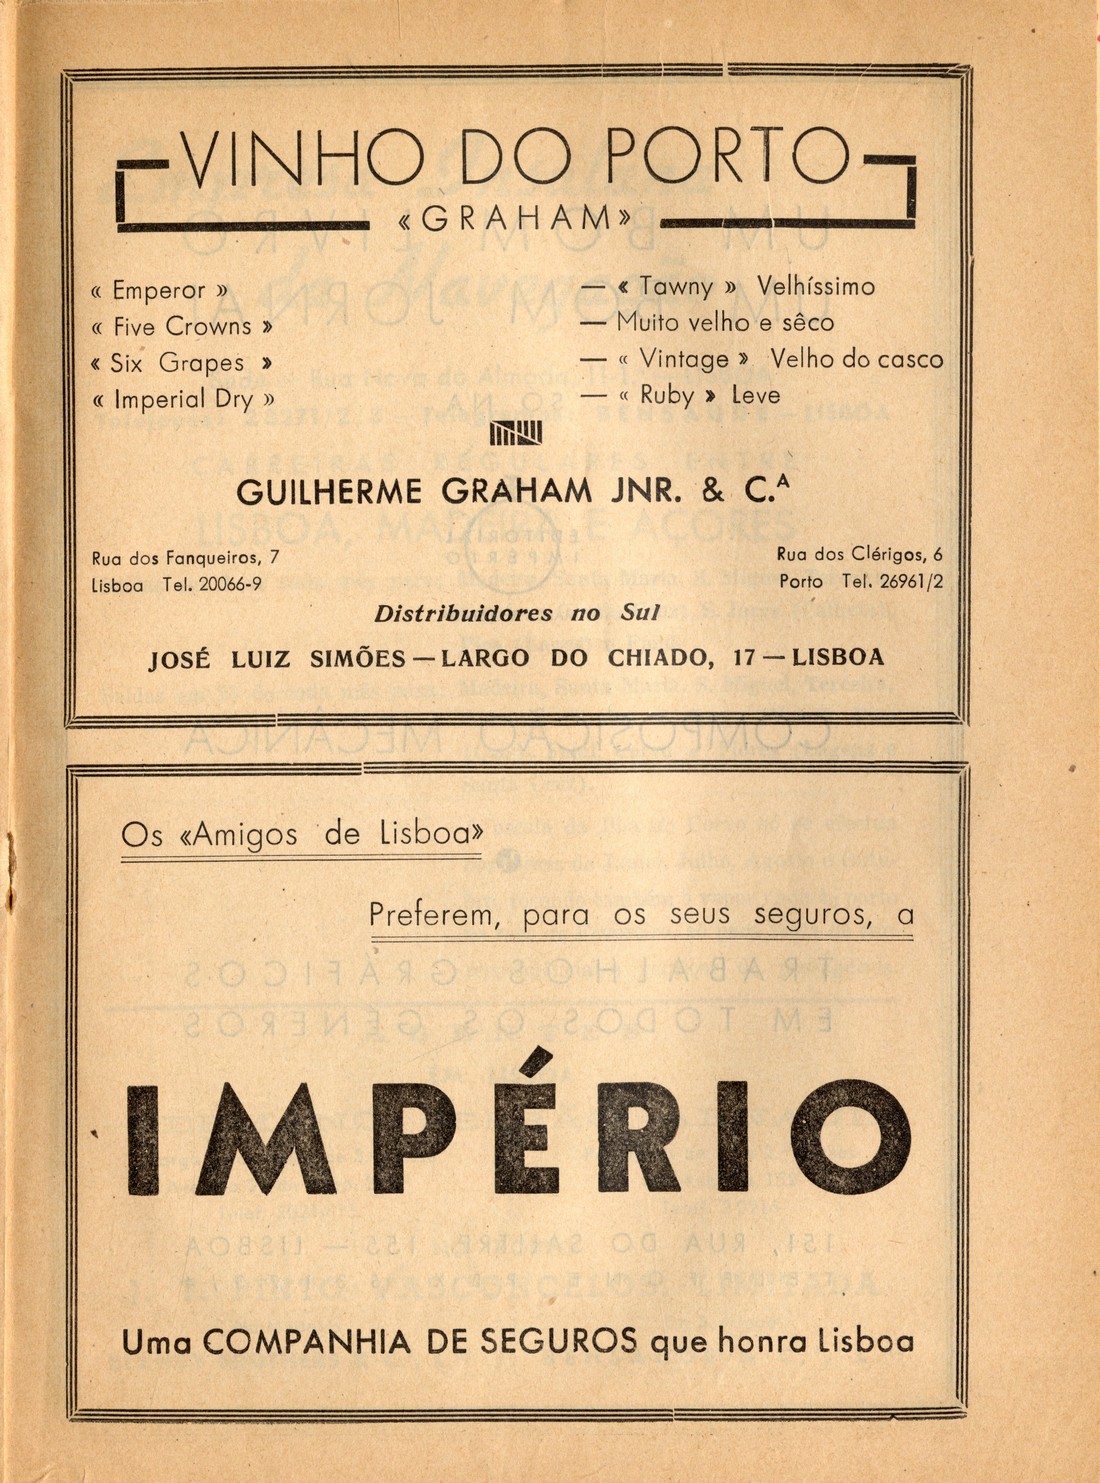 VINHO DO PORTO
«GRAHAM»
« Emperor » — « Tawny » Velhíssimo
« Five Crowns » — Muito velho e sêco
« Six Grapes » — « Vintage » Velho do casco
« Imperial Dry » — « Ruby » Leve
GUILHERME GRAHAM JNR. & C.ᴬ
Rua dos Fanqueiros, 7
Lisboa Tel. 20066-9
Rua dos Clérigos, 6
Porto Tel. 26961/2
Distribuidores no Sul
JOSÉ LUIZ SIMÕES — LARGO DO CHIADO, 17 — LISBOA
Os «Amigos de Lisboa»
Preferem, para os seus seguros, a
IMPÉRIO
Uma COMPANHIA DE SEGUROS que honra Lisboa